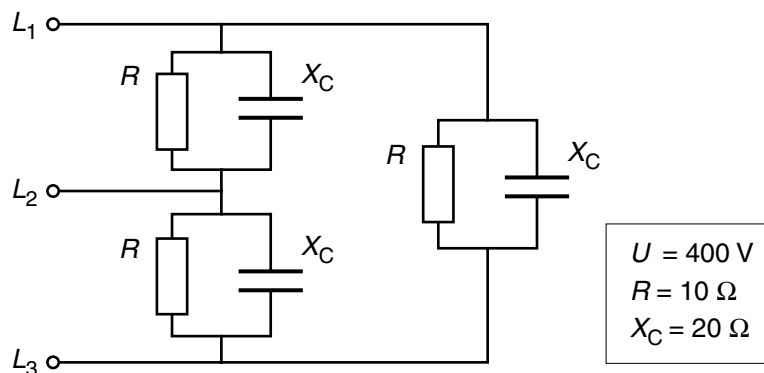 L1
R
XC
R
XC
L2
R
XC
L3
U = 400 V
R = 10 Ω
XC = 20 Ω